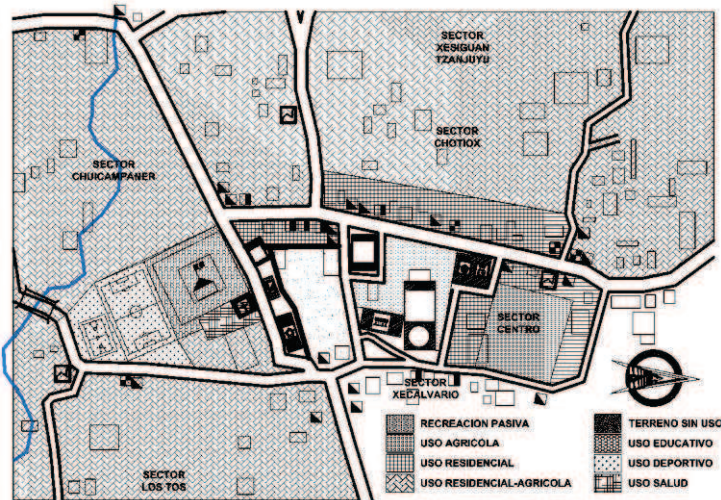 SECTOR
XESIGUAN
TZANJUYU
SECTOR
CHOTIOX
SECTOR
CHUICAMPANER
SECTOR
CENTRO
SECTOR
XECALVARIO
SECTOR
LOS TOS
RECREACION PASIVA
USO AGRICOLA
USO RESIDENCIAL
USO RESIDENCIAL-AGRICOLA
TERRENO SIN USO
USO EDUCATIVO
USO DEPORTIVO
USO SALUD